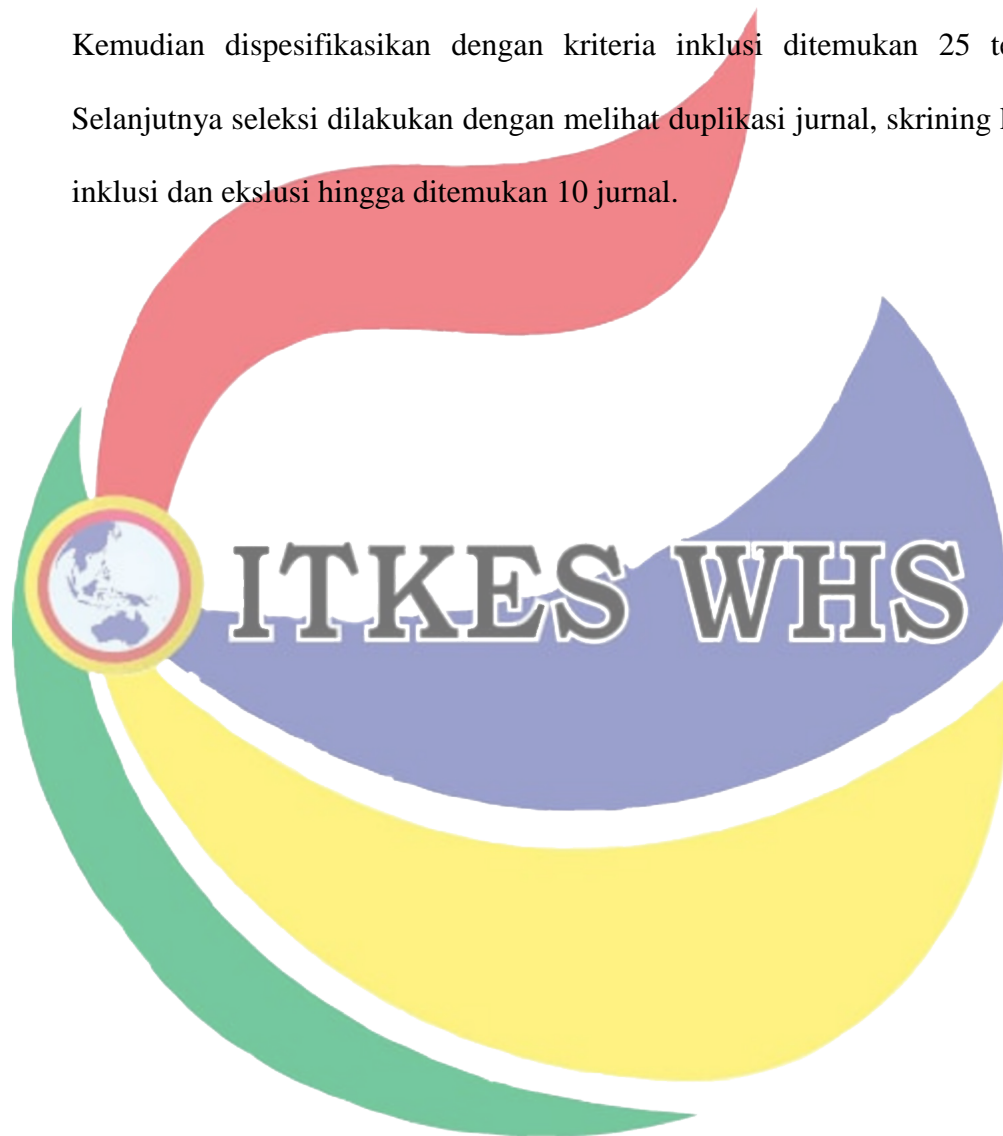 Kemudian dispesifikasikan dengan kriteria inklusi ditemukan 25
Selanjutnya seleksi dilakukan dengan melihat duplikasi jurnal, skrining
inklusi dan ekslusi hingga ditemukan 10 jurnal.
ITKES WHS